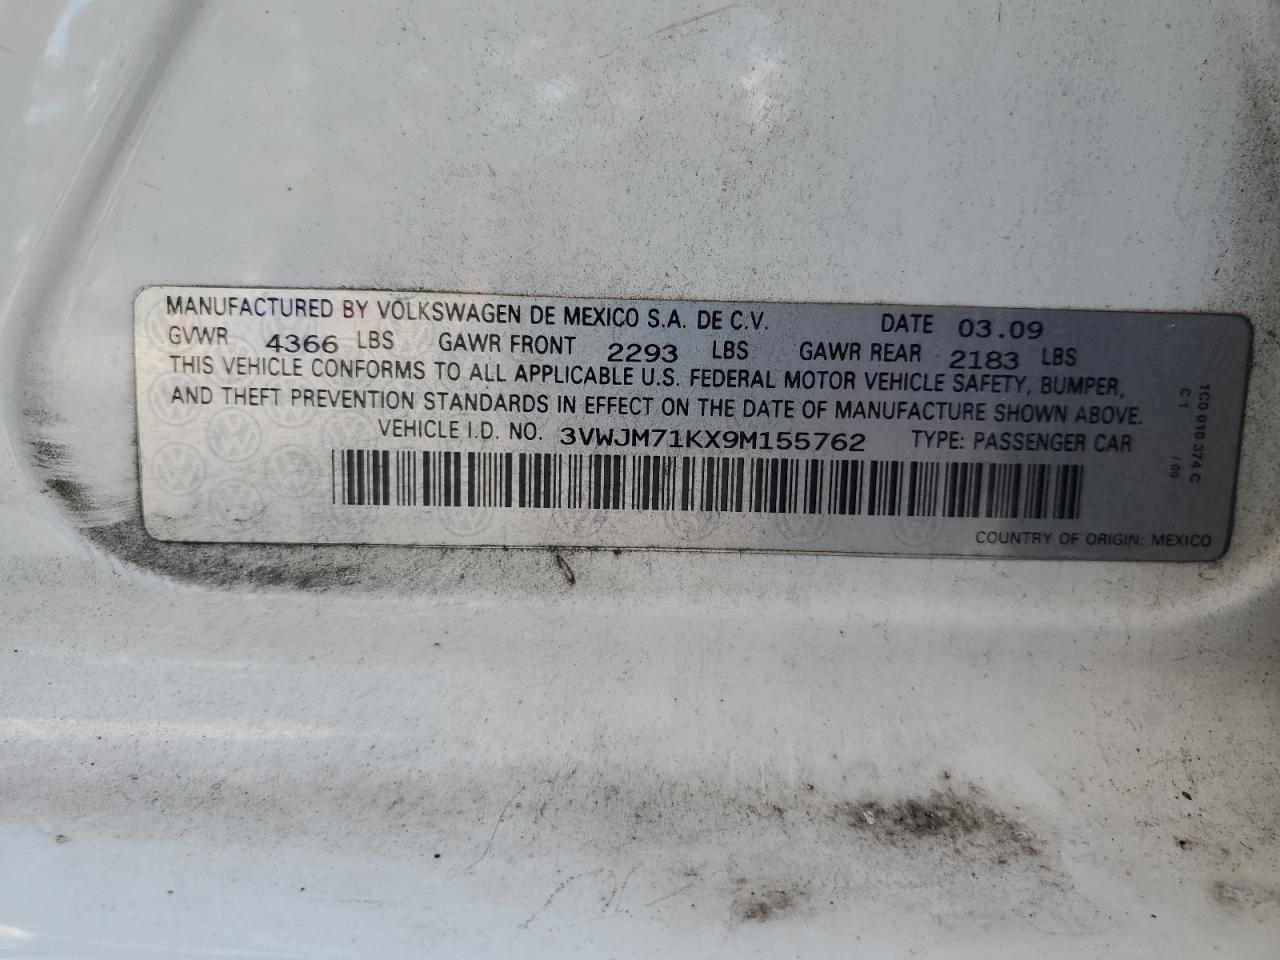 MANUFACTURED BY VOLKSWAGEN DE MEXICO S.A. DE C.V. DATE 03.09
GVWR 4366 LBS GAWR FRONT 2293 LBS GAWR REAR 2183 LBS
THIS VEHICLE CONFORMS TO ALL APPLICABLE U.S. FEDERAL MOTOR VEHICLE SAFETY, BUMPER,
AND THEFT PREVENTION STANDARDS IN EFFECT ON THE DATE OF MANUFACTURE SHOWN ABOVE.
VEHICLE I.D. NO. 3VWJM71KX9M155762 TYPE: PASSENGER CAR
COUNTRY OF ORIGIN: MEXICO
1C0 010 374 C
C 1 / 09